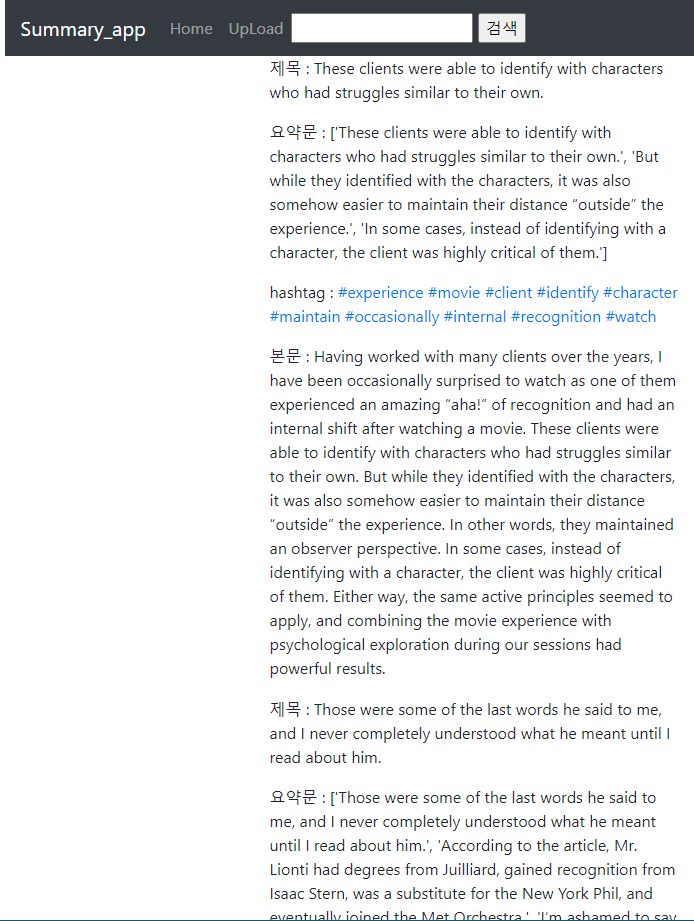 Summary_app Home UpLoad 검색
제목 : These clients were able to identify with characters
who had struggles similar to their own.
요약문 : ['These clients were able to identify with
characters who had struggles similar to their own.', 'But
while they identified with the characters, it was also
somehow easier to maintain their distance “outside” the
experience.', 'In some cases, instead of identifying with a
character, the client was highly critical of them.']
hashtag : #experience #movie #client #identify #character
#maintain #occasionally #internal #recognition #watch
본문 : Having worked with many clients over the years, I
have been occasionally surprised to watch as one of them
experienced an amazing “aha!” of recognition and had an
internal shift after watching a movie. These clients were
able to identify with characters who had struggles similar
to their own. But while they identified with the characters,
it was also somehow easier to maintain their distance
“outside” the experience. In other words, they maintained
an observer perspective. In some cases, instead of
identifying with a character, the client was highly critical
of them. Either way, the same active principles seemed to
apply, and combining the movie experience with
psychological exploration during our sessions had
powerful results.
제목 : Those were some of the last words he said to me,
and I never completely understood what he meant until I
read about him.
요약문 : ['Those were some of the last words he said to
me, and I never completely understood what he meant
until I read about him.', 'According to the article, Mr.
Lionti had degrees from Juilliard, gained recognition from
Isaac Stern, was a substitute for the New York Phil, and
eventually joined the Met Orchestra.', 'I’m ashamed to say